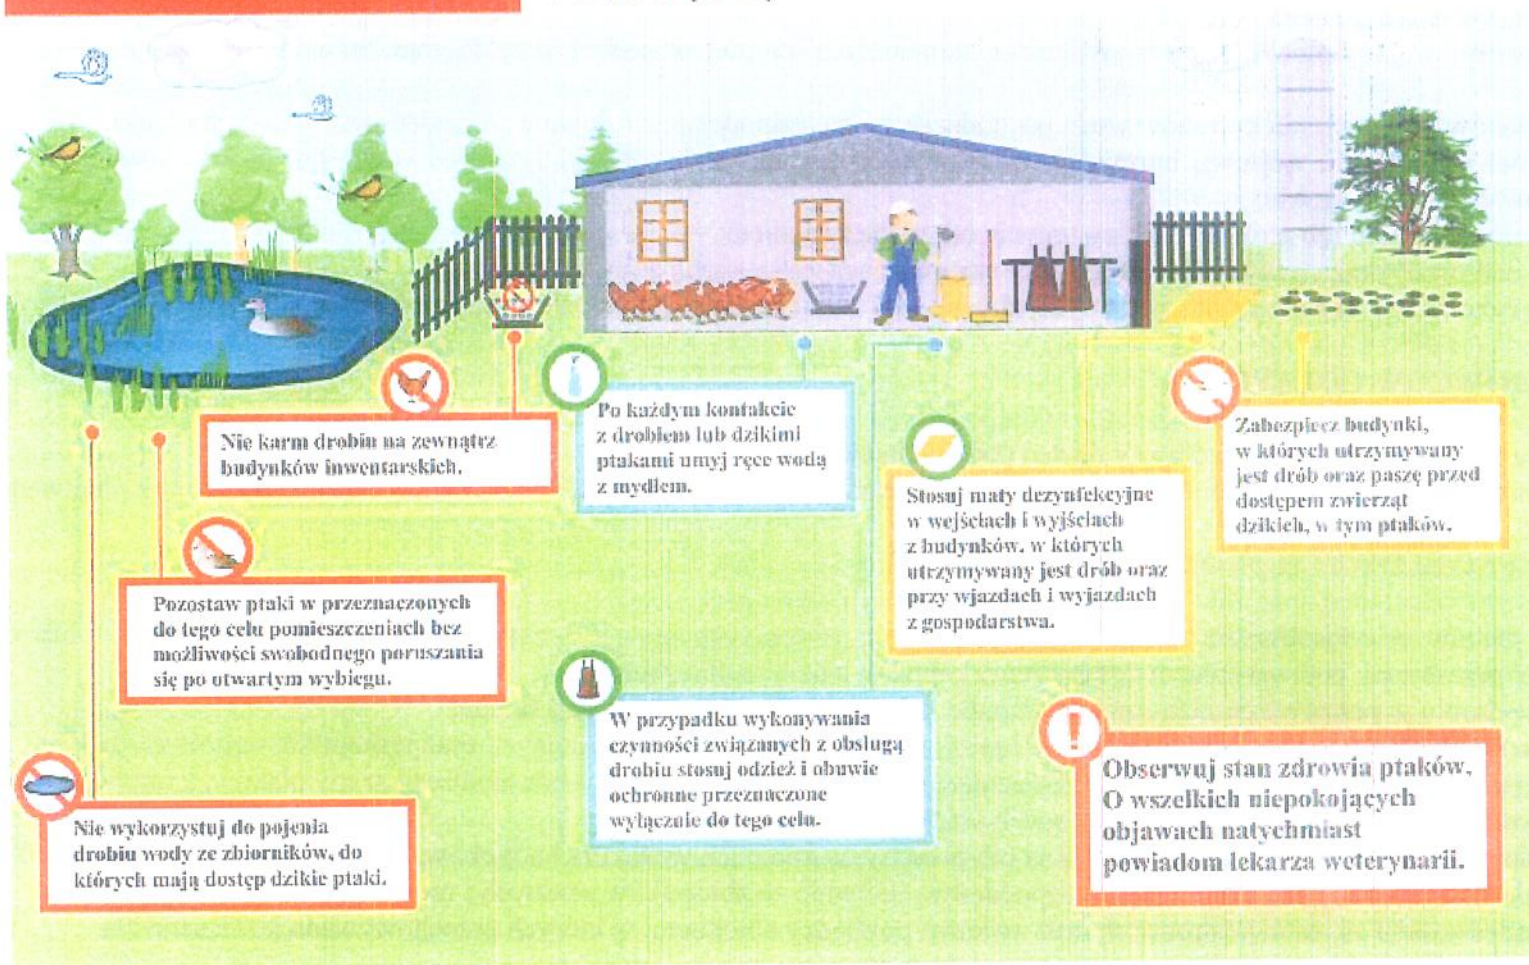 Nie karm drobiu na zewnątrz
budynków inwentarskich.
Po każdym kontakcie
z drobiem lub dzikimi
ptakami umyj ręce wodą
z mydłem.
Stosuj maty dezynfekcyjne
w wejściach i wyjściach
z budynków, w których
utrzymywany jest drób oraz
przy wjazdach i wyjazdach
z gospodarstwa.
Zabezpiecz budynki,
w których utrzymywany
jest drób oraz paszę przed
dostępem zwierząt
dzikich, w tym ptaków.
Pozostaw ptaki w przeznaczonych
do tego celu pomieszczeniach bez
możliwości swobodnego poruszania
się po otwartym wybiegu.
W przypadku wykonywania
czynności związanych z obsługą
drobiu stosuj odzież i obuwie
ochronne przeznaczone
wyłącznie do tego celu.
Nie wykorzystuj do pojenia
drobiu wody ze zbiorników, do
których mają dostęp dzikie ptaki.
Obserwuj stan zdrowia ptaków.
O wszelkich niepokojących
objawach natychmiast
powiadom lekarza weterynarii.